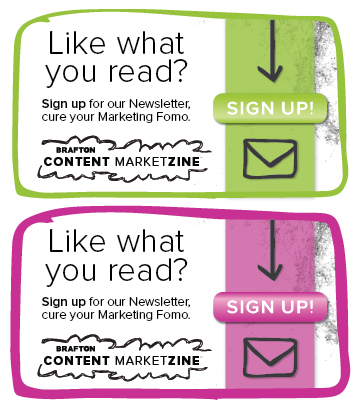 Like what
you read?
Sign up for our Newsletter,
cure your Marketing Fomo.
BRAFTON
CONTENT MARKETZINE
SIGN UP!
Like what
you read?
Sign up for our Newsletter,
cure your Marketing Fomo.
BRAFTON
CONTENT MARKETZINE
SIGN UP!